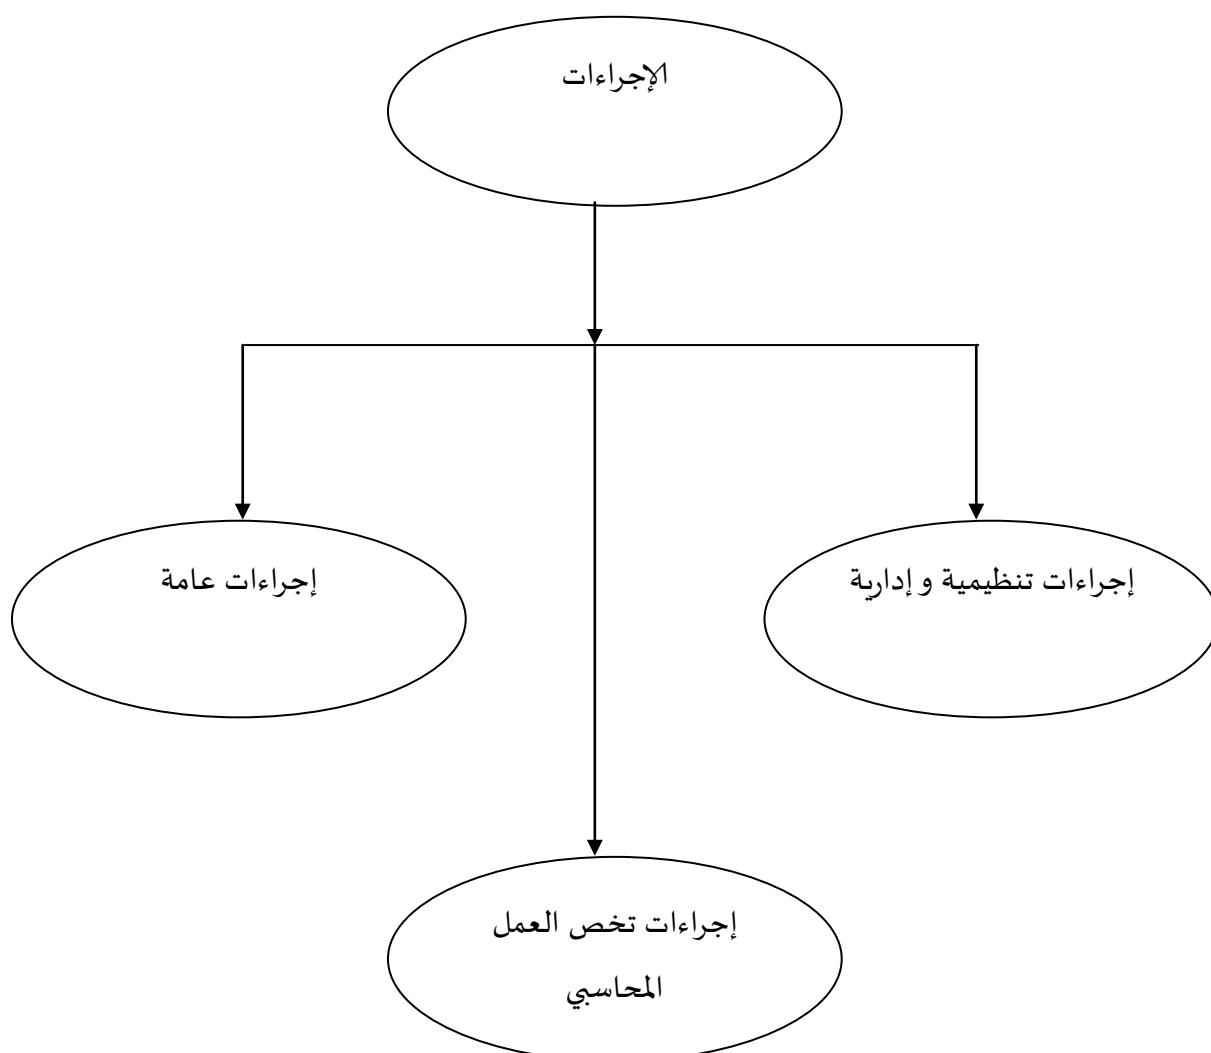 الإجراءات
إجراءات تنظيمية و إدارية
إجراءات عامة
إجراءات تخص العمل
المحاسبي